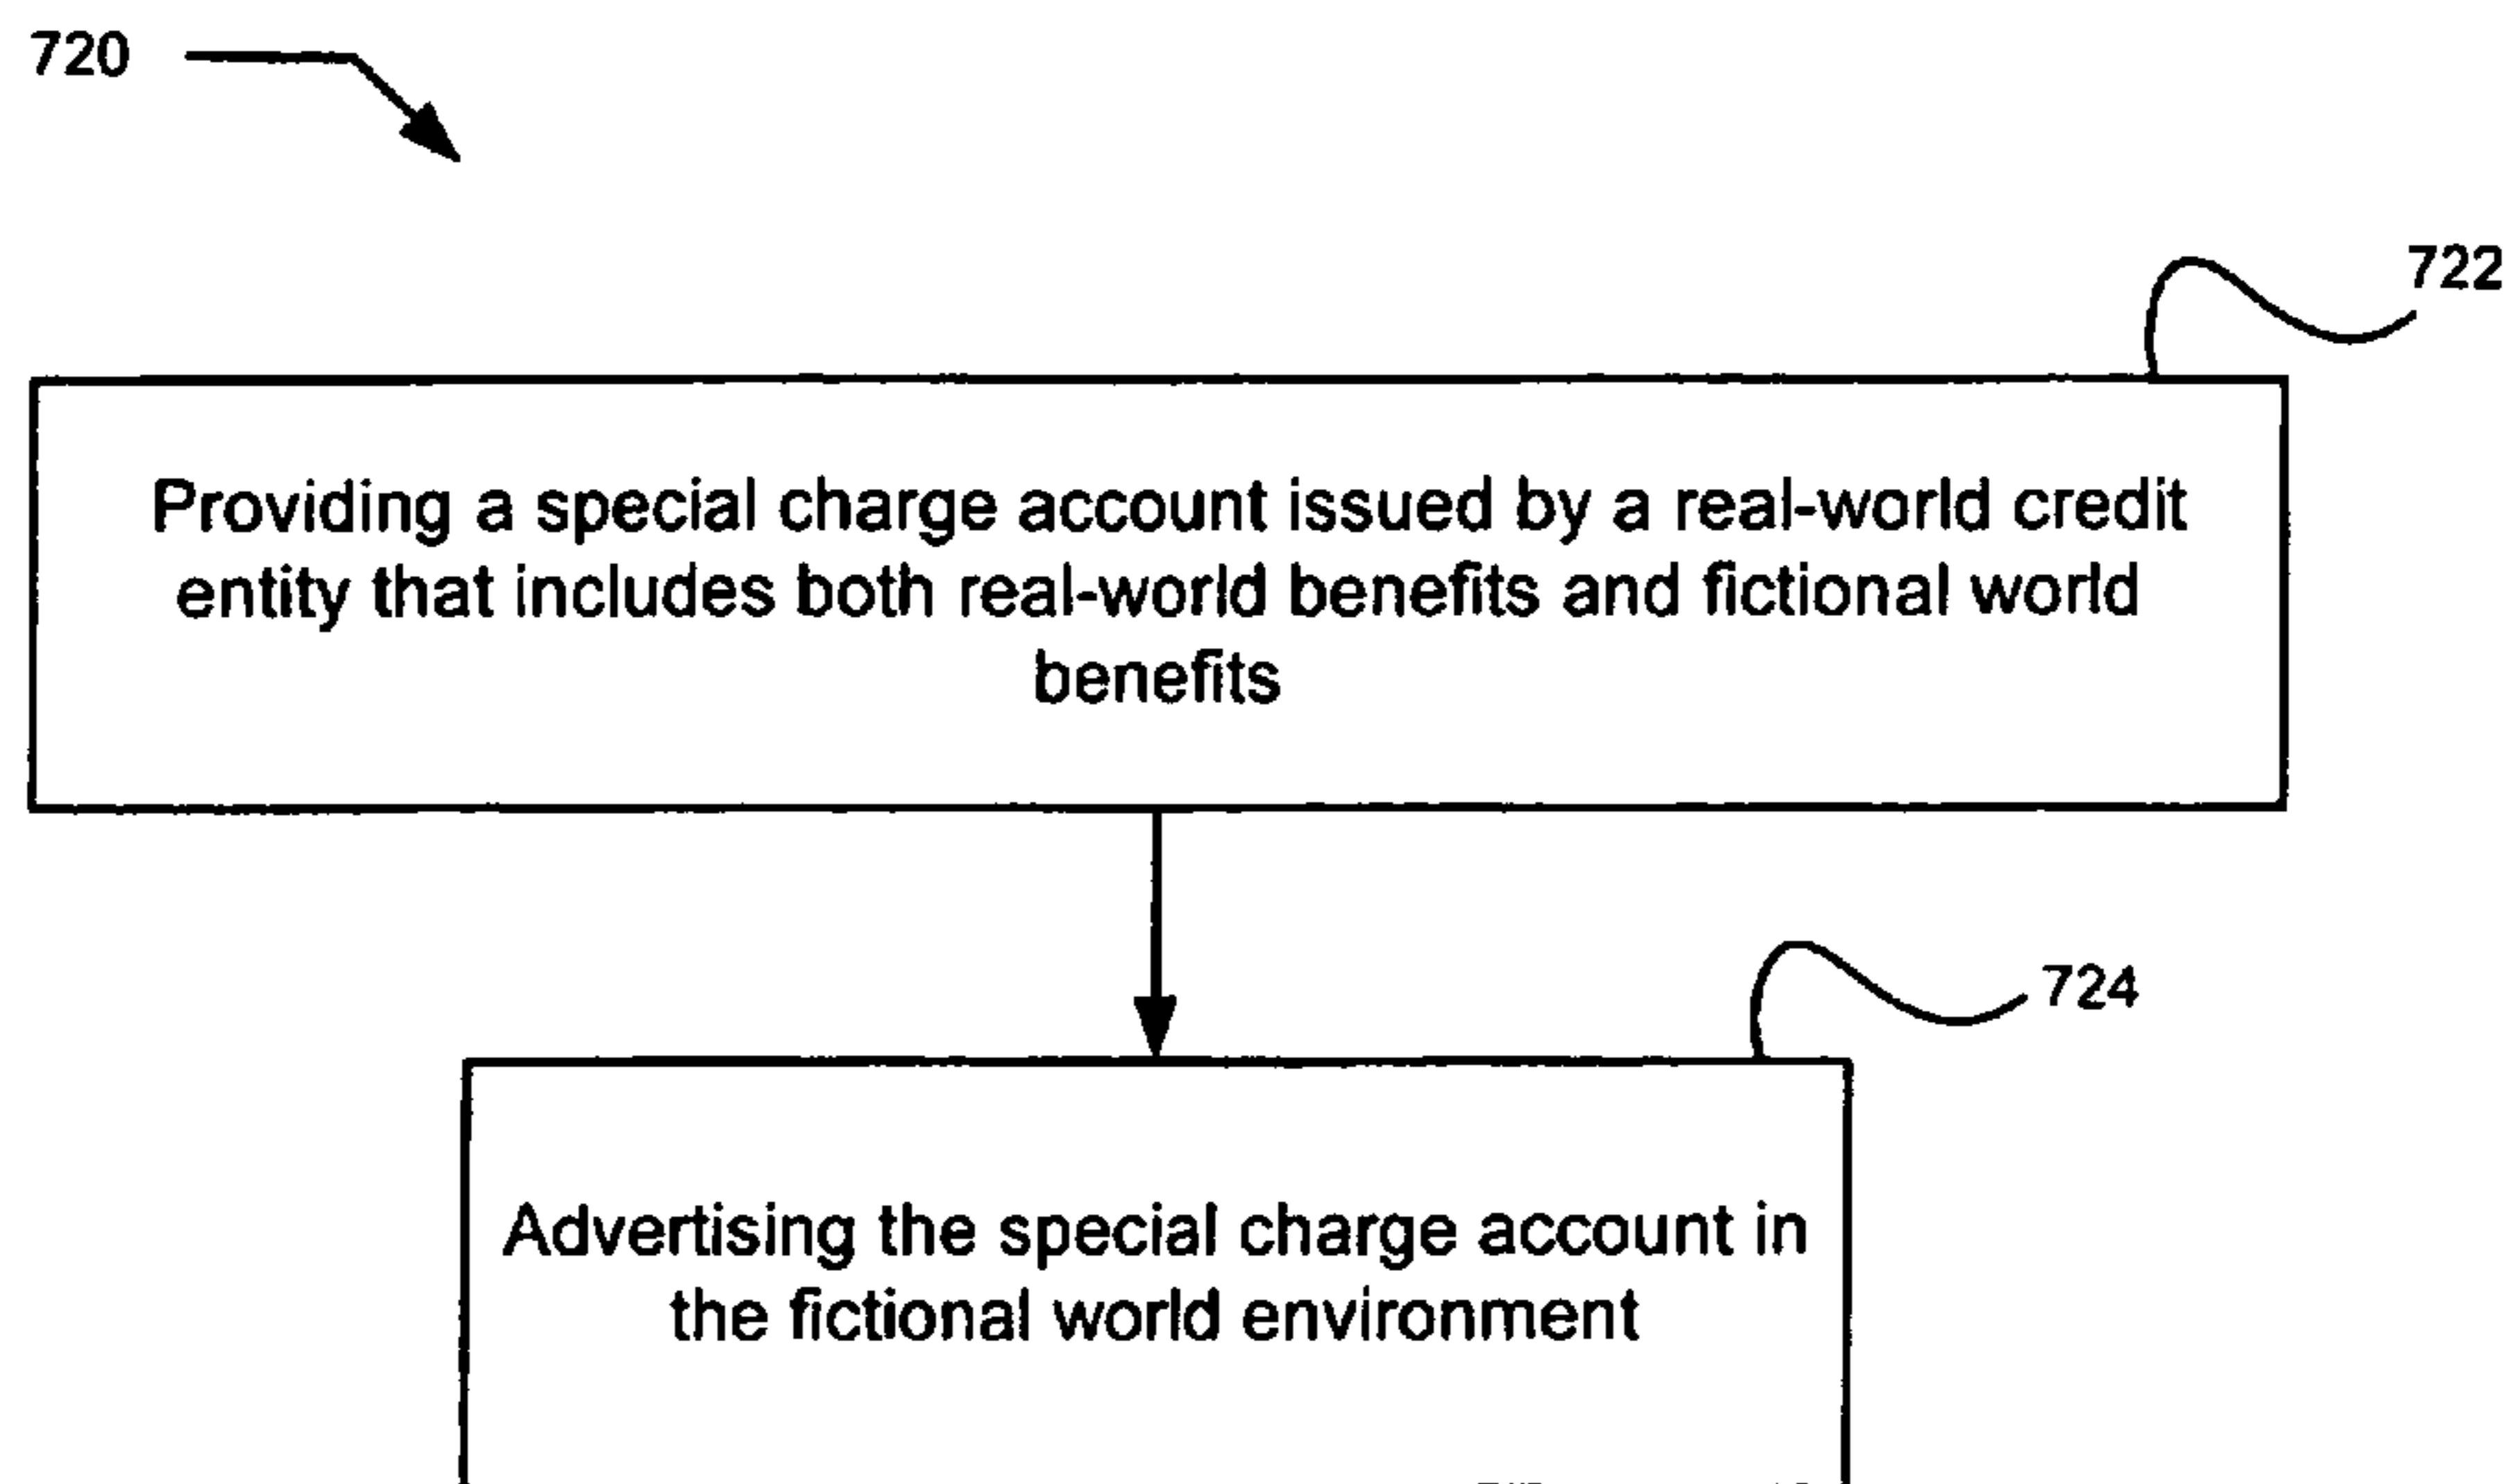 720
722
Providing a special charge account issued by a real-world credit
entity that includes both real-world benefits and fictional world
benefits
724
Advertising the special charge account in
the fictional world environment